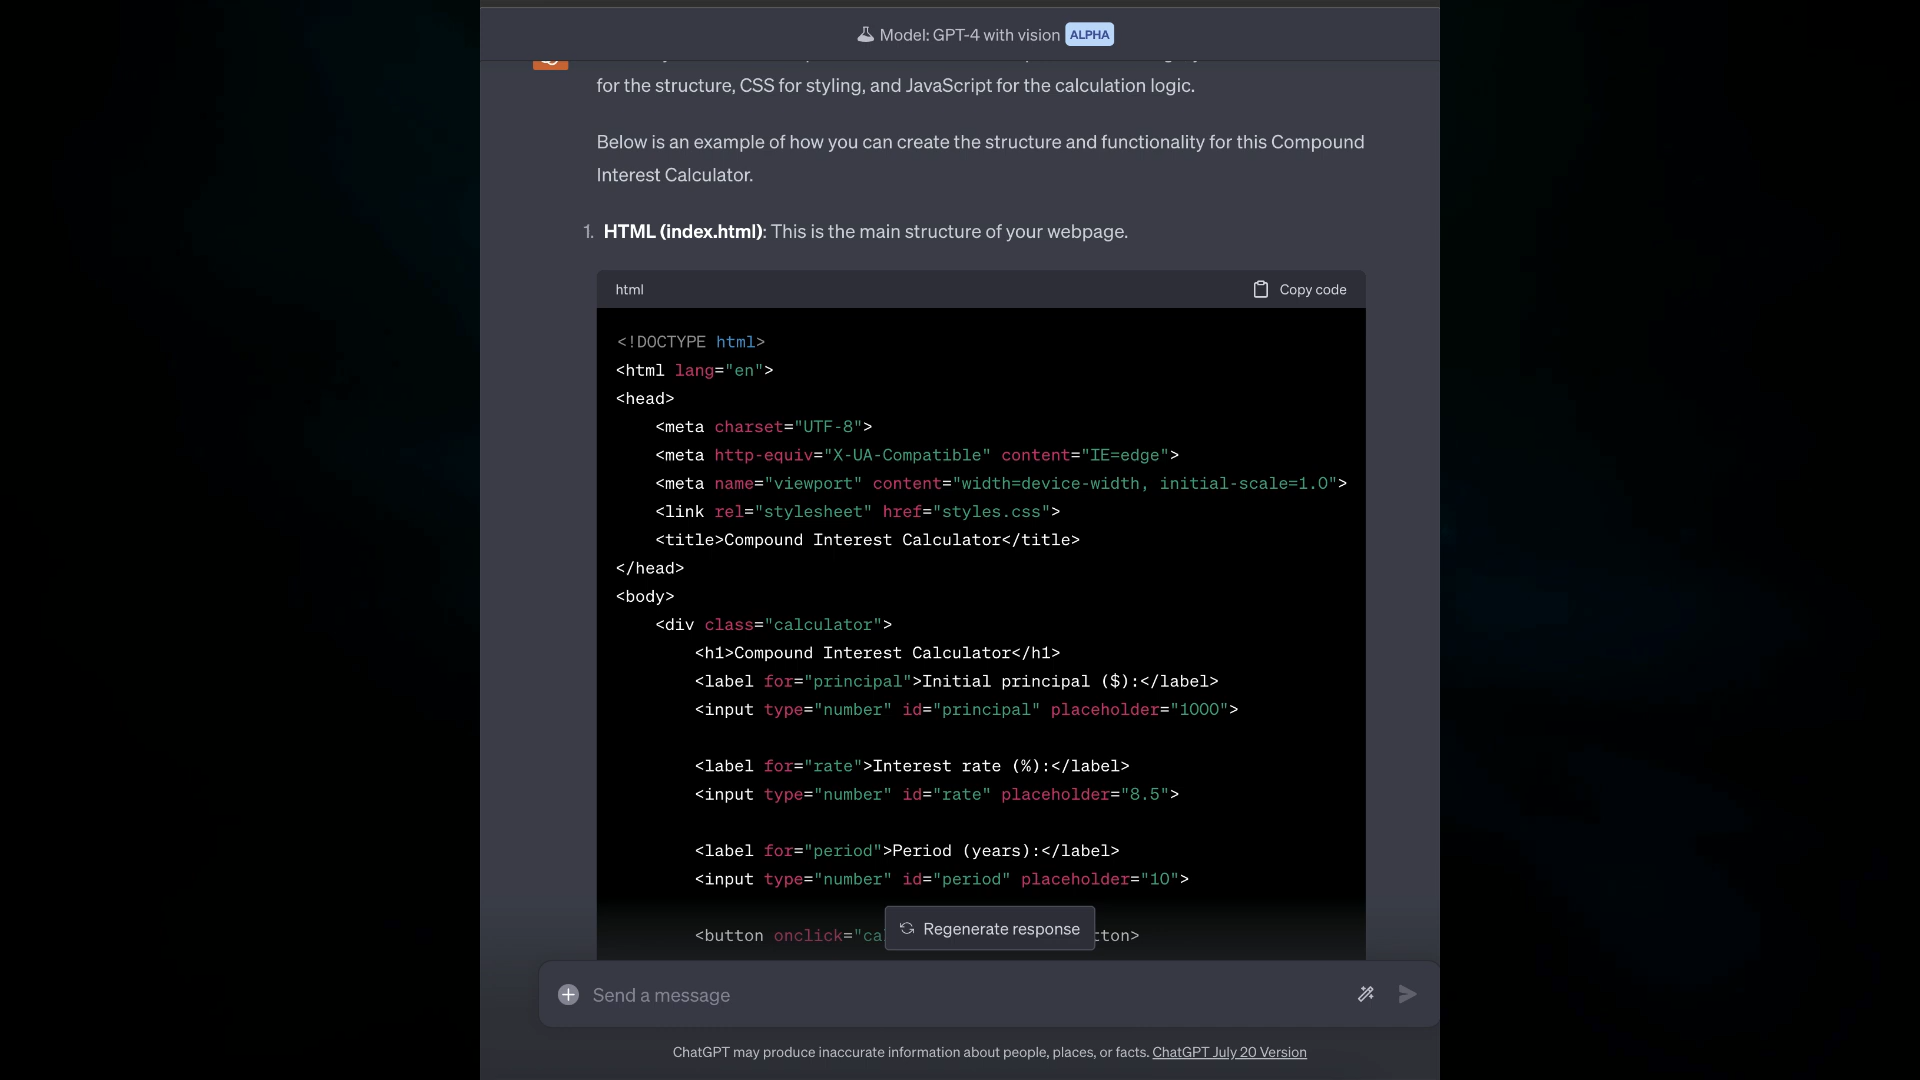 Model: GPT-4 with vision ALPHA
for the structure, CSS for styling, and JavaScript for the calculation logic.
Below is an example of how you can create the structure and functionality for this Compound
Interest Calculator.
1. HTML (index.html): This is the main structure of your webpage.
html Copy code
<!DOCTYPE html>
<html lang="en">
<head>
    <meta charset="UTF-8">
    <meta http-equiv="X-UA-Compatible" content="IE=edge">
    <meta name="viewport" content="width=device-width, initial-scale=1.0">
    <link rel="stylesheet" href="styles.css">
    <title>Compound Interest Calculator</title>
</head>
<body>
    <div class="calculator">
        <h1>Compound Interest Calculator</h1>
        <label for="principal">Initial principal ($):</label>
        <input type="number" id="principal" placeholder="1000">
        <label for="rate">Interest rate (%):</label>
        <input type="number" id="rate" placeholder="8.5">
        <label for="period">Period (years):</label>
        <input type="number" id="period" placeholder="10">
        <button onclick="ca tton>
Regenerate response
Send a message
ChatGPT may produce inaccurate information about people, places, or facts. ChatGPT July 20 Version